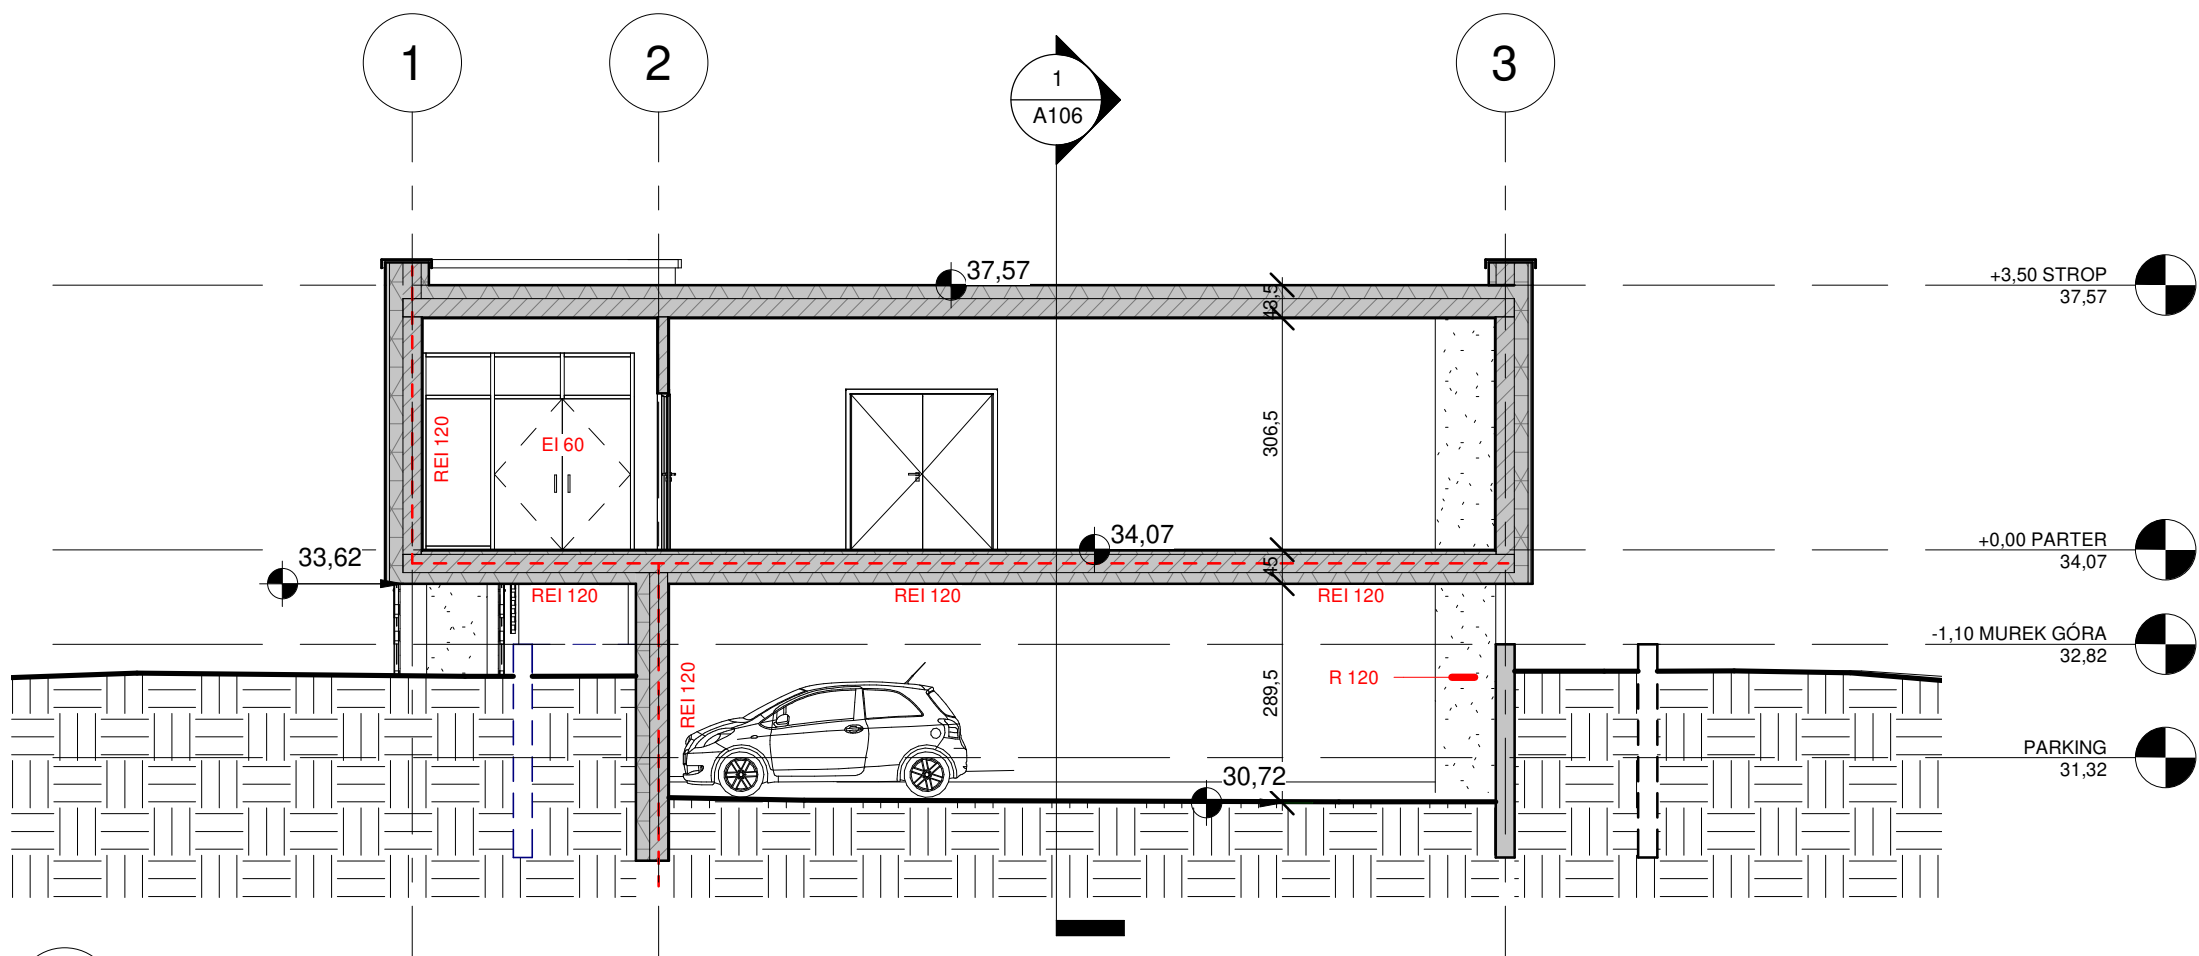 1
2
3
1
A106
37,57
+3,50 STROP
37,57
43,5
REI 120
EI 60
306,5
34,07
+0,00 PARTER
34,07
33,62
45
REI 120
REI 120
REI 120
-1,10 MUREK GÓRA
32,82
REI 120
R 120
289,5
30,72
PARKING
31,32